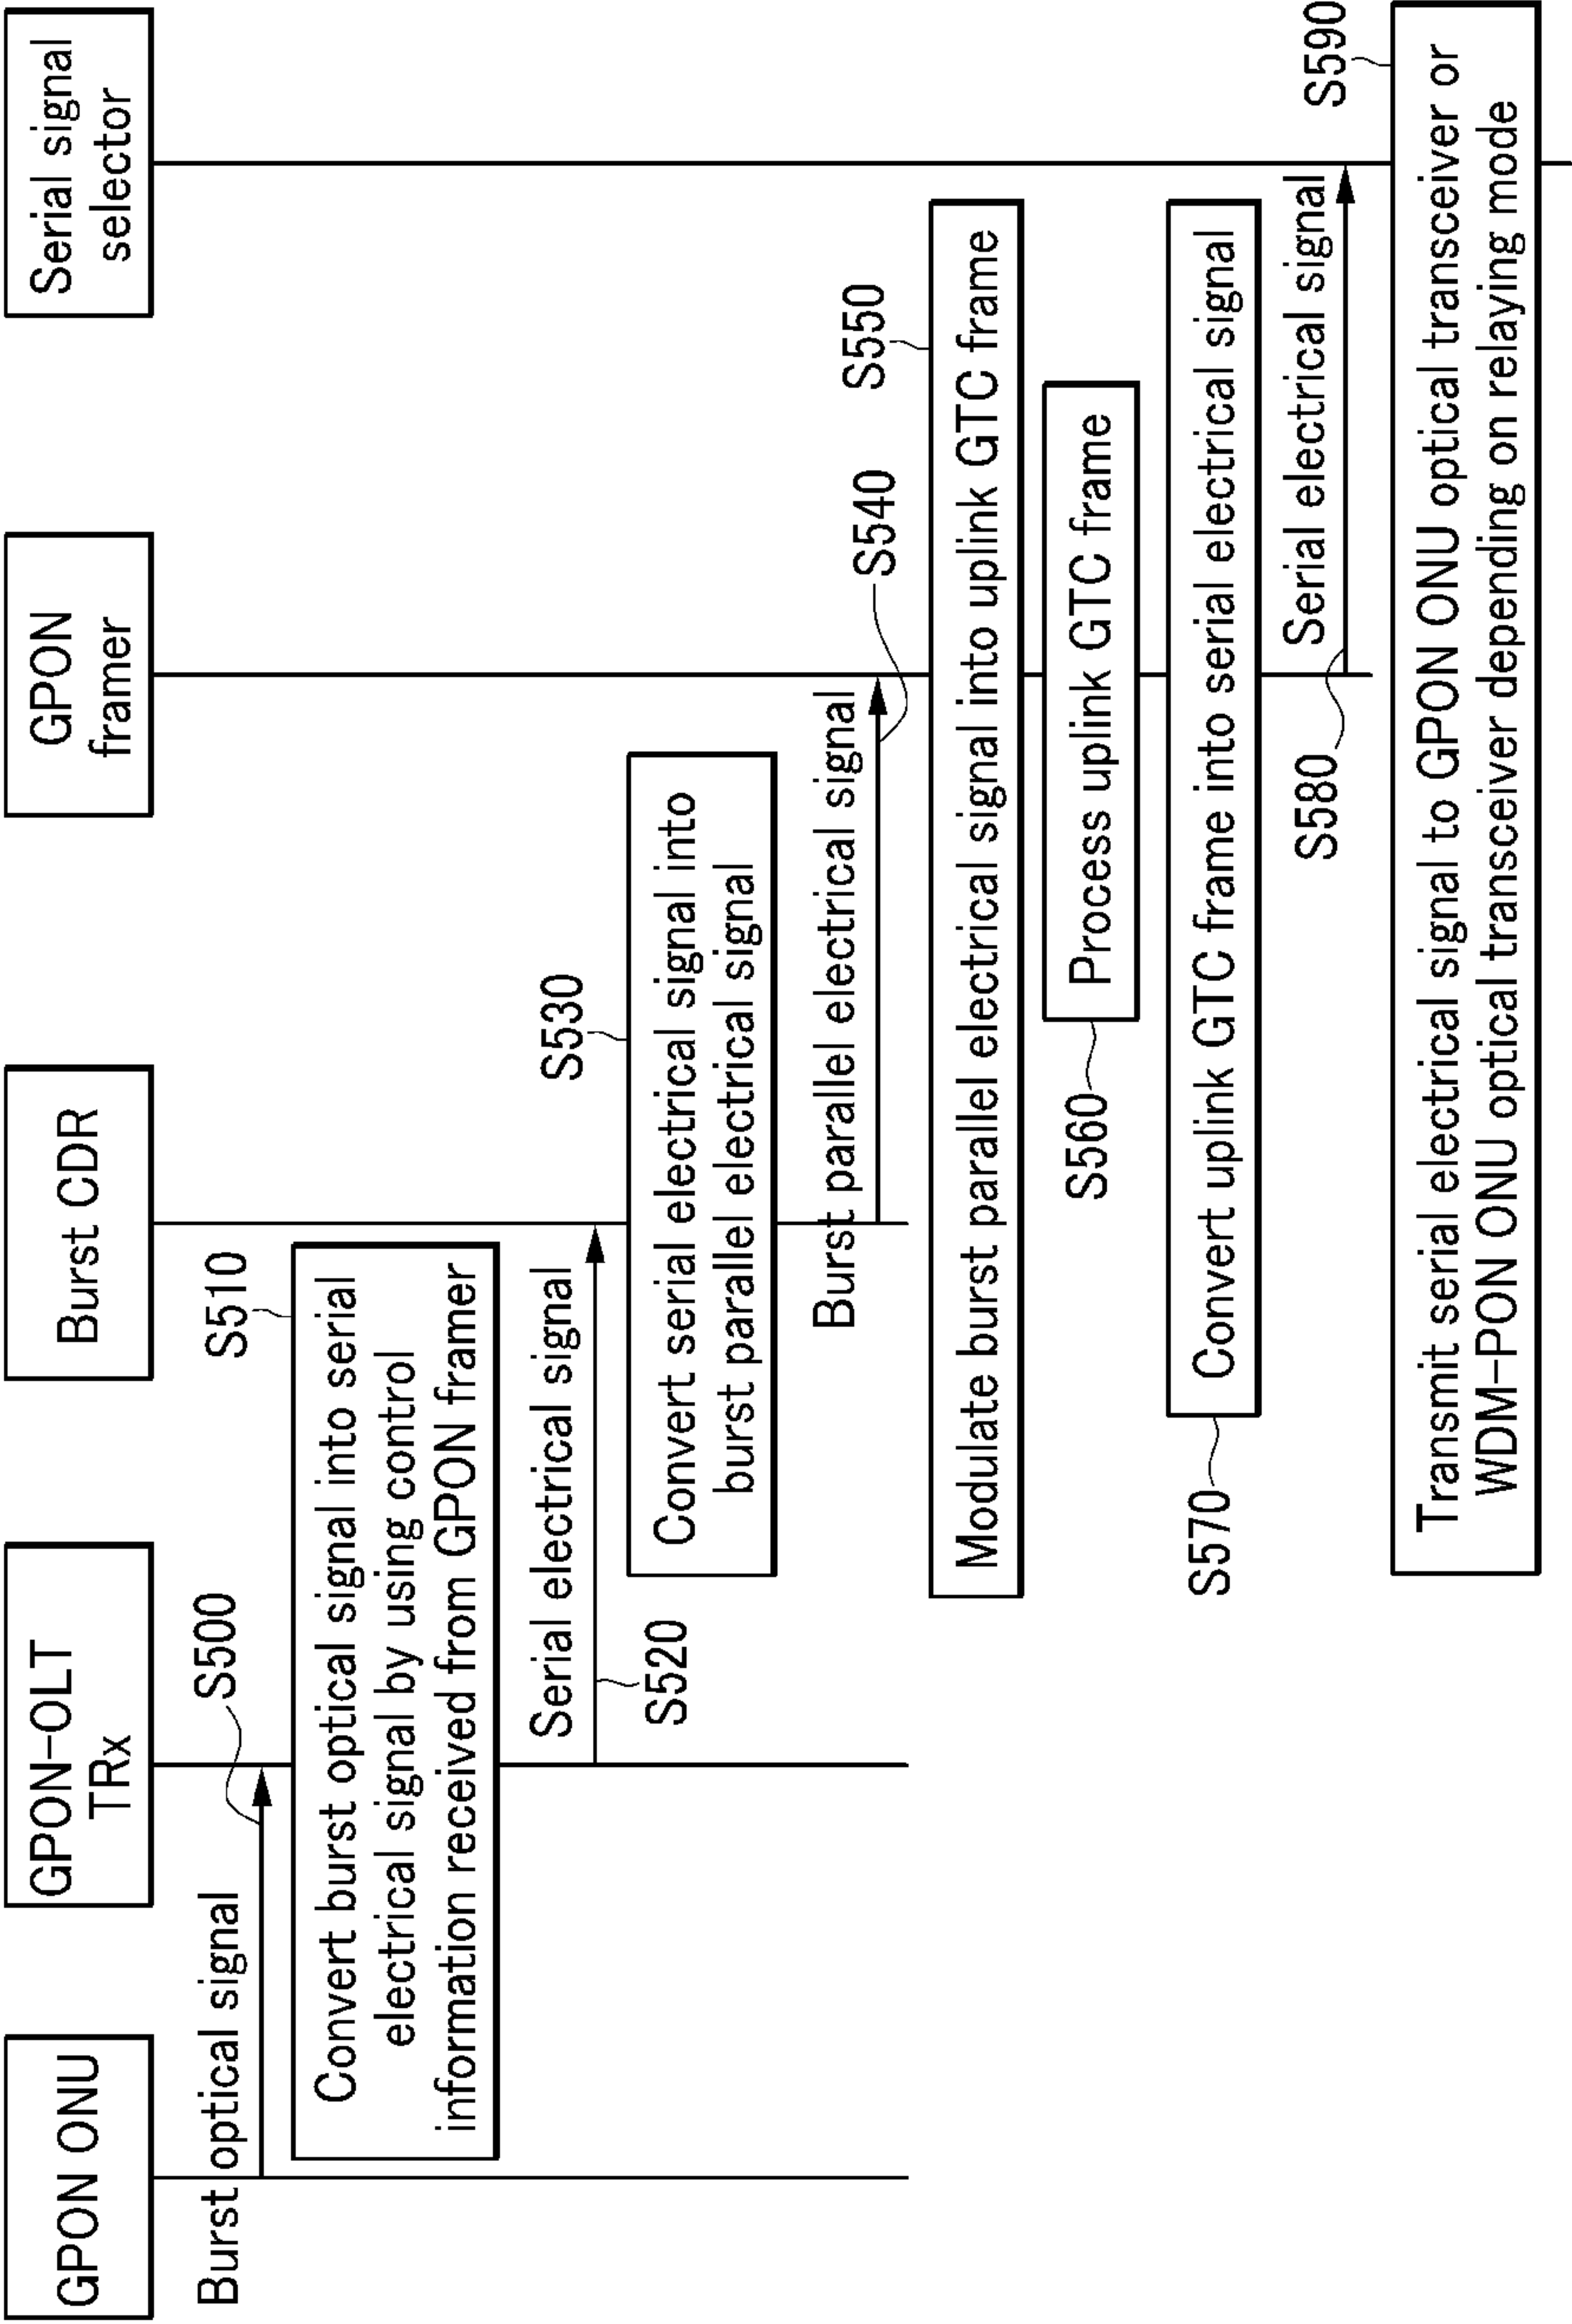 GPON ONU
GPON-OLT
TRx
Burst CDR
GPON
framer
Serial signal
selector
Burst optical signal
S500
S510
Convert burst optical signal into serial
electrical signal by using control
information received from GPON framer
Serial electrical signal
S520
S530
Convert serial electrical signal into
burst parallel electrical signal
Burst parallel electrical signal
S540
S550
Modulate burst parallel electrical signal into uplink GTC frame
Process uplink GTC frame
S560
Convert uplink GTC frame into serial electrical signal
S570
Serial electrical signal
S580
S590
Transmit serial electrical signal to GPON ONU optical transceiver or
WDM-PON ONU optical transceiver depending on relaying mode